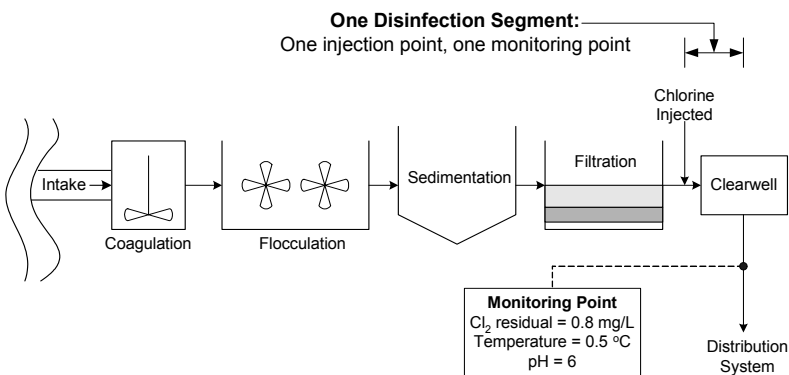 One Disinfection Segment:
One injection point, one monitoring point
Chlorine
Injected
Intake
Coagulation
Flocculation
Sedimentation
Filtration
Clearwell
Monitoring Point
Cl₂ residual = 0.8 mg/L
Temperature = 0.5 ºC
pH = 6
Distribution
System